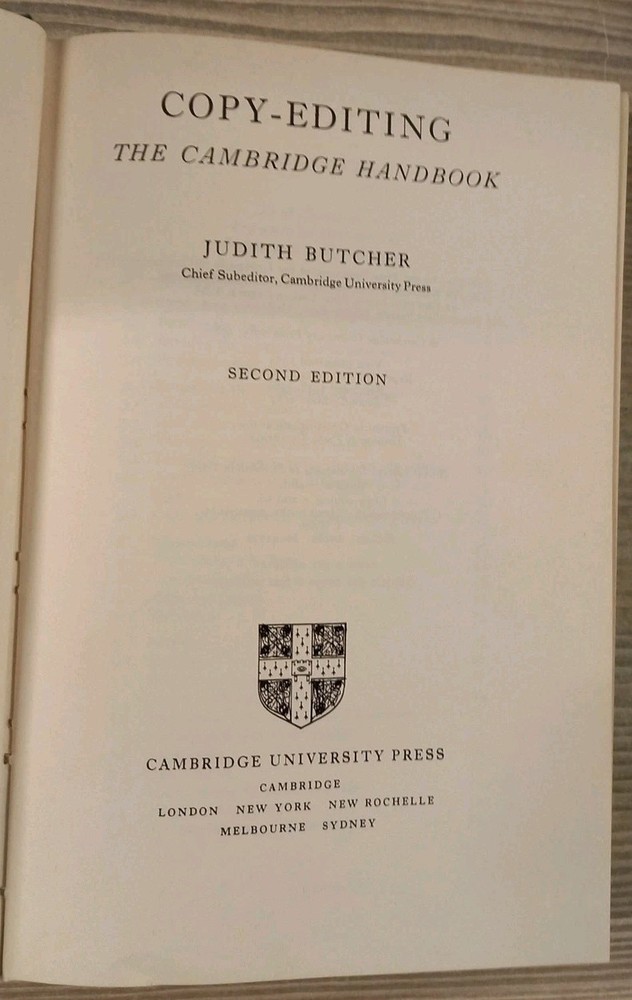 COPY-EDITING
THE CAMBRIDGE HANDBOOK
JUDITH BUTCHER
Chief Subeditor, Cambridge University Press
SECOND EDITION
CAMBRIDGE UNIVERSITY PRESS
CAMBRIDGE
LONDON NEW YORK NEW ROCHELLE
MELBOURNE SYDNEY